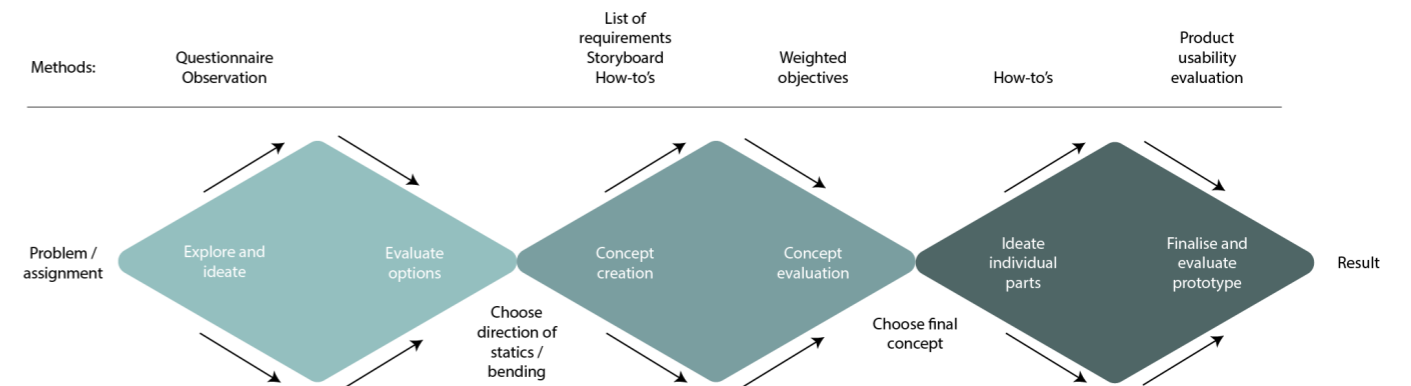 Methods:
Questionnaire
Observation
List of
requirements
Storyboard
How-to's
Weighted
objectives
How-to's
Product
usability
evaluation
Problem /
assignment
Explore and
ideate
Evaluate
options
Choose
direction of
statics /
bending
Concept
creation
Concept
evaluation
Choose final
concept
Ideate
individual
parts
Finalise and
evaluate
prototype
Result